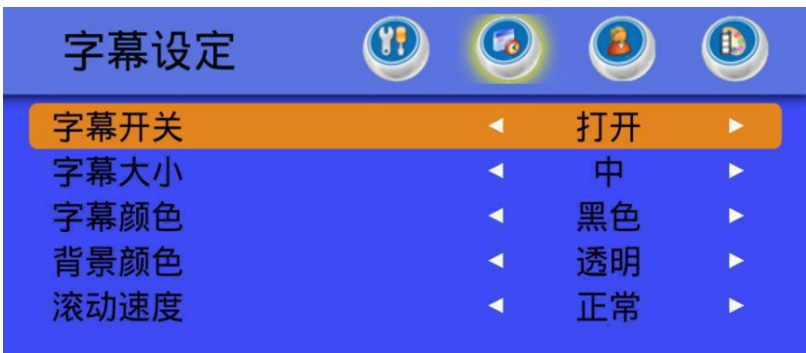 字幕设定
字幕开关 打开
字幕大小 中
字幕颜色 黑色
背景颜色 透明
滚动速度 正常